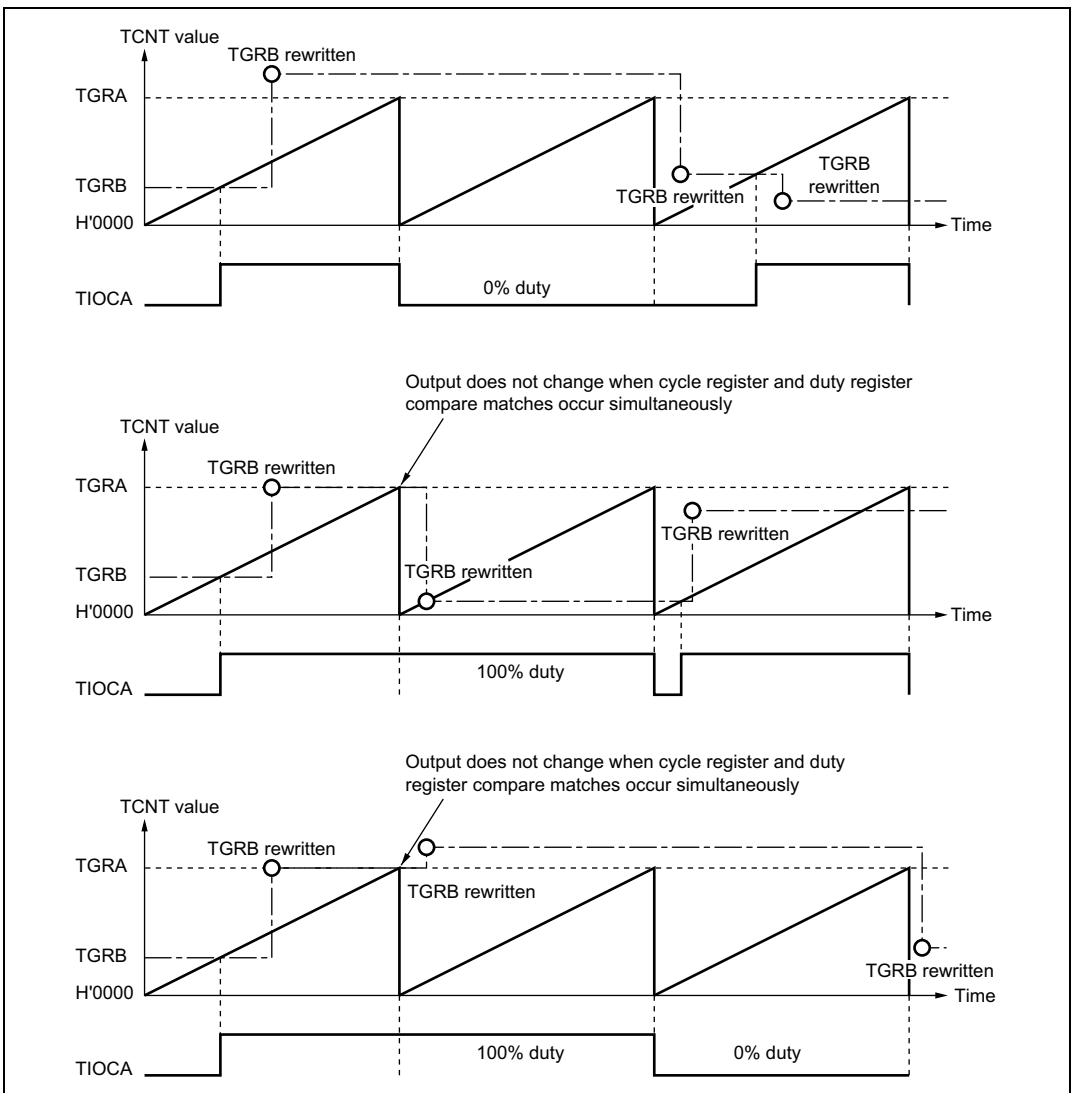 TCNT value
TGRB rewritten
TGRA
TGRB
rewritten
TGRB
TGRB rewritten
H'0000
Time
0% duty
TIOCA
Output does not change when cycle register and duty register
compare matches occur simultaneously
TCNT value
TGRB rewritten
TGRA
TGRB rewritten
TGRB
TGRB rewritten
H'0000
Time
100% duty
TIOCA
Output does not change when cycle register and duty
register compare matches occur simultaneously
TCNT value
TGRB rewritten
TGRA
TGRB rewritten
TGRB
TGRB rewritten
H'0000
Time
100% duty
0% duty
TIOCA